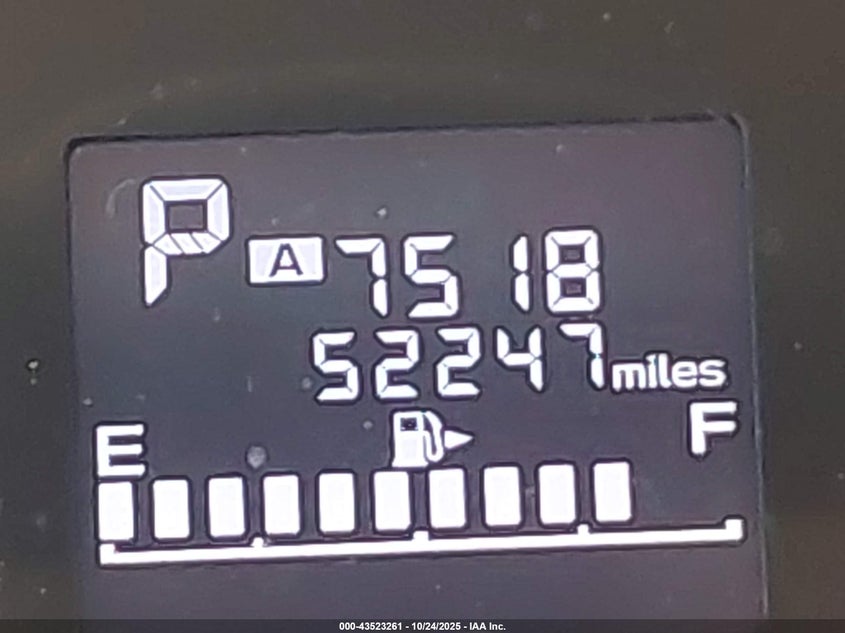 P A 7518
52247 miles
E F
000-43523261 - 10/24/2025 - IAA Inc.